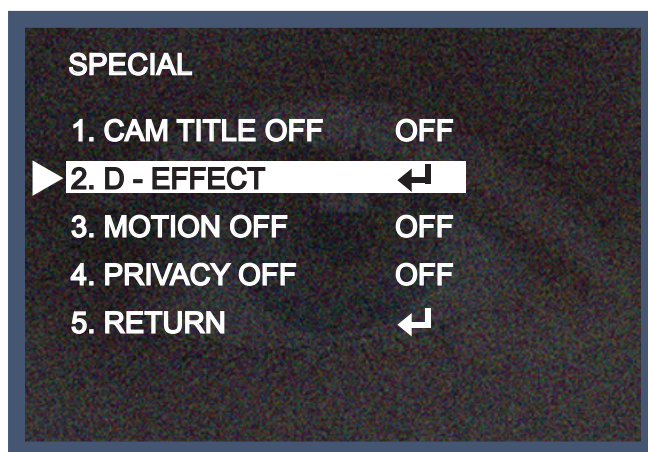 SPECIAL
1. CAM TITLE OFF OFF
2. D - EFFECT ↵
3. MOTION OFF OFF
4. PRIVACY OFF OFF
5. RETURN ↵